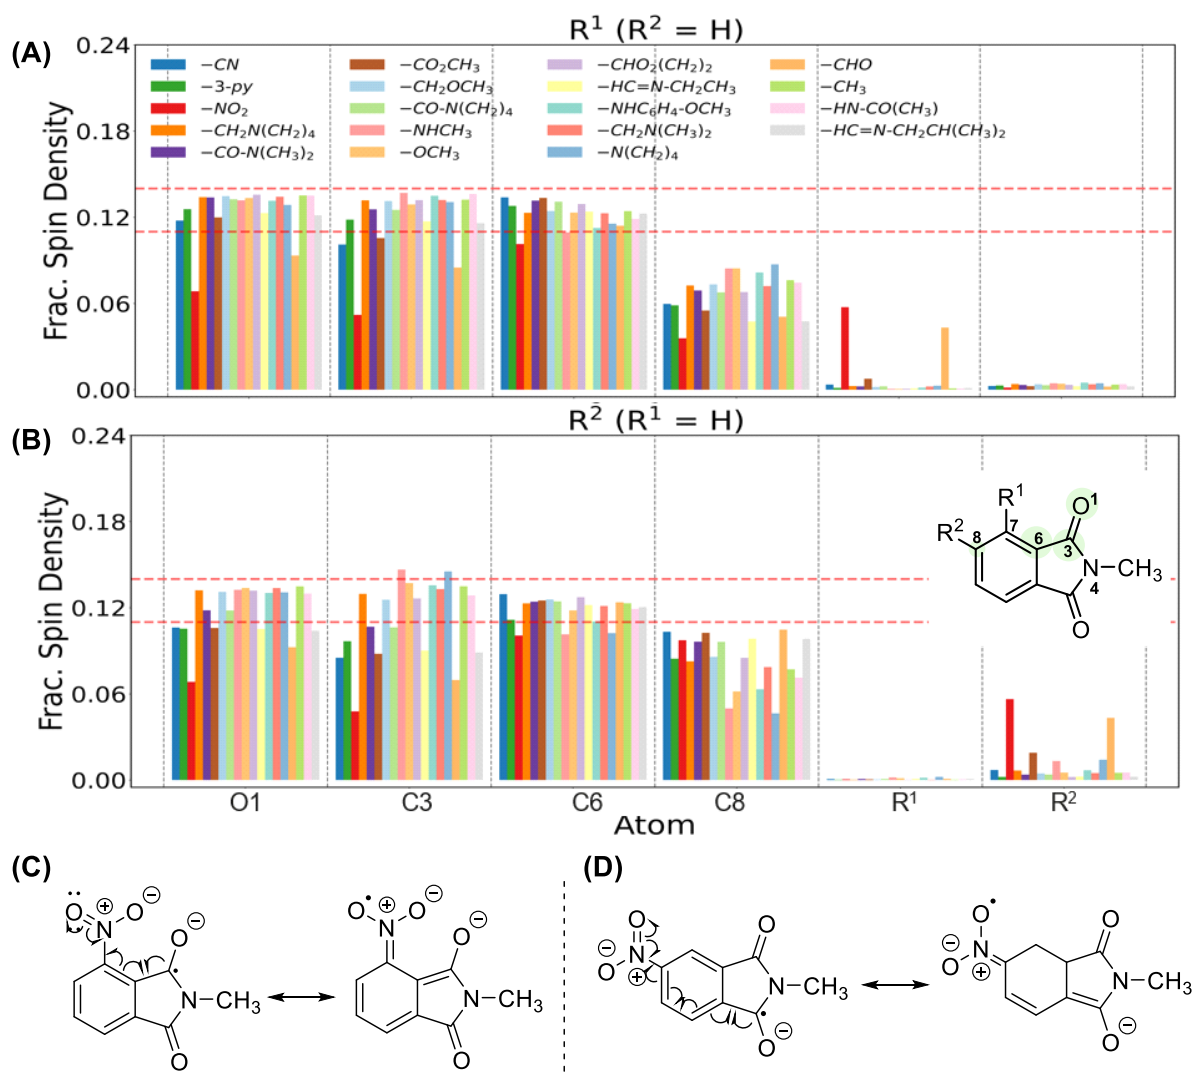 (A)
R¹ (R² = H)
Frac. Spin Density
0.24
0.18
0.12
0.06
0.00
−CN
−3-py
−NO₂
−CH₂N(CH₂)₄
−CO-N(CH₃)₂
−CO₂CH₃
−CH₂OCH₃
−CO-N(CH₂)₄
−NHCH₃
−OCH₃
−CHO₂(CH₂)₂
−HC=N-CH₂CH₃
−NHC₆H₄-OCH₃
−CH₂N(CH₃)₂
−N(CH₂)₄
−CHO
−CH₃
−HN-CO(CH₃)
−HC=N-CH₂CH(CH₃)₂
(B)
R² (R¹ = H)
Frac. Spin Density
0.24
0.18
0.12
0.06
0.00
R¹
O¹
R²
8
7
6
3
N
4
CH₃
O
O1
C3
C6
C8
R¹
R²
Atom
(C)
O
N
⊕
O
⊖
O
⊖
N
CH₃
O
O
N
⊕
O
⊖
O
⊖
N
CH₃
O
(D)
O
⊖
O
N
⊕
O
N
CH₃
O
⊖
O
⊖
O
N
⊕
O
N
CH₃
O
⊖